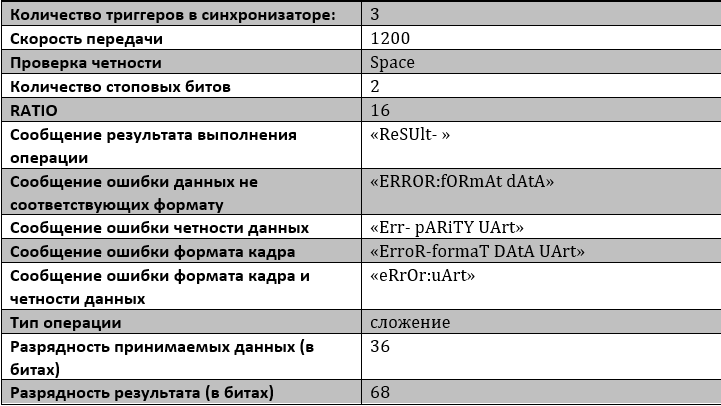 Количество триггеров в синхронизаторе: 3
Скорость передачи 1200
Проверка четности Space
Количество стоповых битов 2
RATIO 16
Сообщение результата выполнения «ReSUlt- »
операции
Сообщение ошибки данных не «ERROR:fORmAt dAtA»
соответствующих формату
Сообщение ошибки четности данных «Err- pARiTY UArt»
Сообщение ошибки формата кадра «ErroR-formaT DAtA UArt»
Сообщение ошибки формата кадра и «eRrOr:uArt»
четности данных
Тип операции сложение
Разрядность принимаемых данных (в 36
битах)
Разрядность результата (в битах) 68